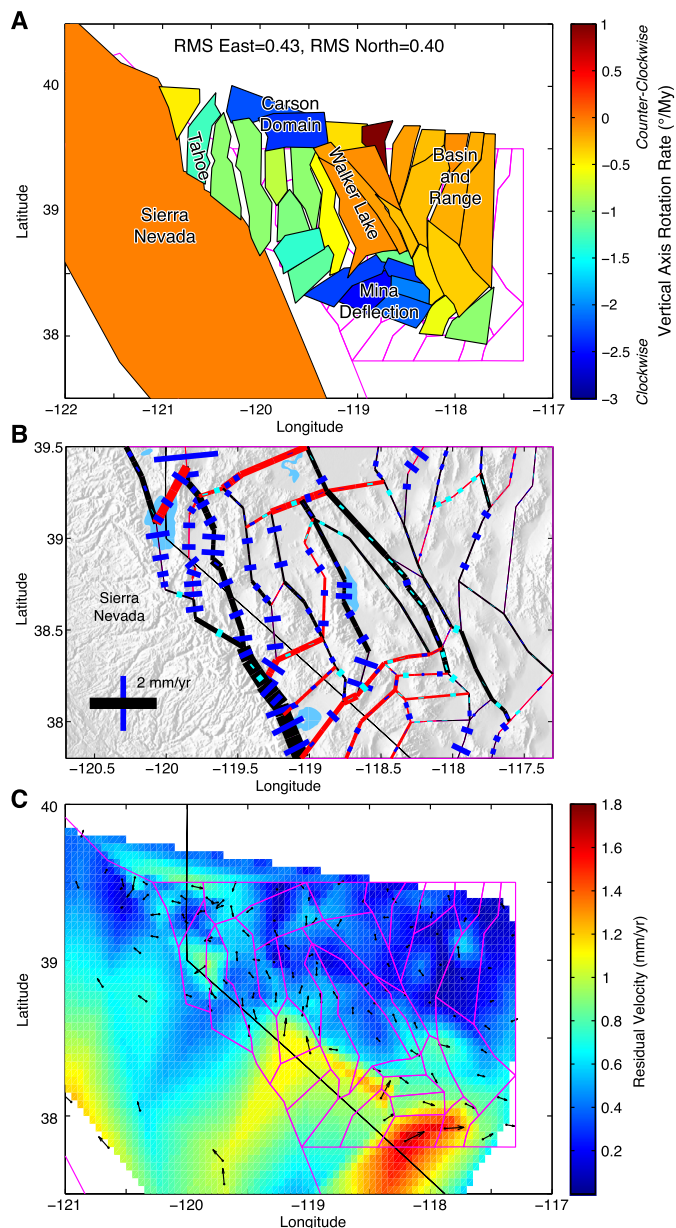 A
RMS East=0.43, RMS North=0.40
Carson
Domain
Tahoe
Walker Lake
Basin
and
Range
Sierra
Nevada
Mina
Deflection
40
39
38
Latitude
−122
−121
−120
−119
−118
−117
Longitude
1
0.5
0
−0.5
−1
−1.5
−2
−2.5
−3
Counter-Clockwise
Vertical Axis Rotation Rate (°/My)
Clockwise
B
39.5
39
38.5
38
Latitude
Sierra
Nevada
2 mm/yr
−120.5
−120
−119.5
−119
−118.5
−118
−117.5
Longitude
C
40
39
38
Latitude
−121
−120
−119
−118
−117
Longitude
1.8
1.6
1.4
1.2
1
0.8
0.6
0.4
0.2
Residual Velocity (mm/yr)